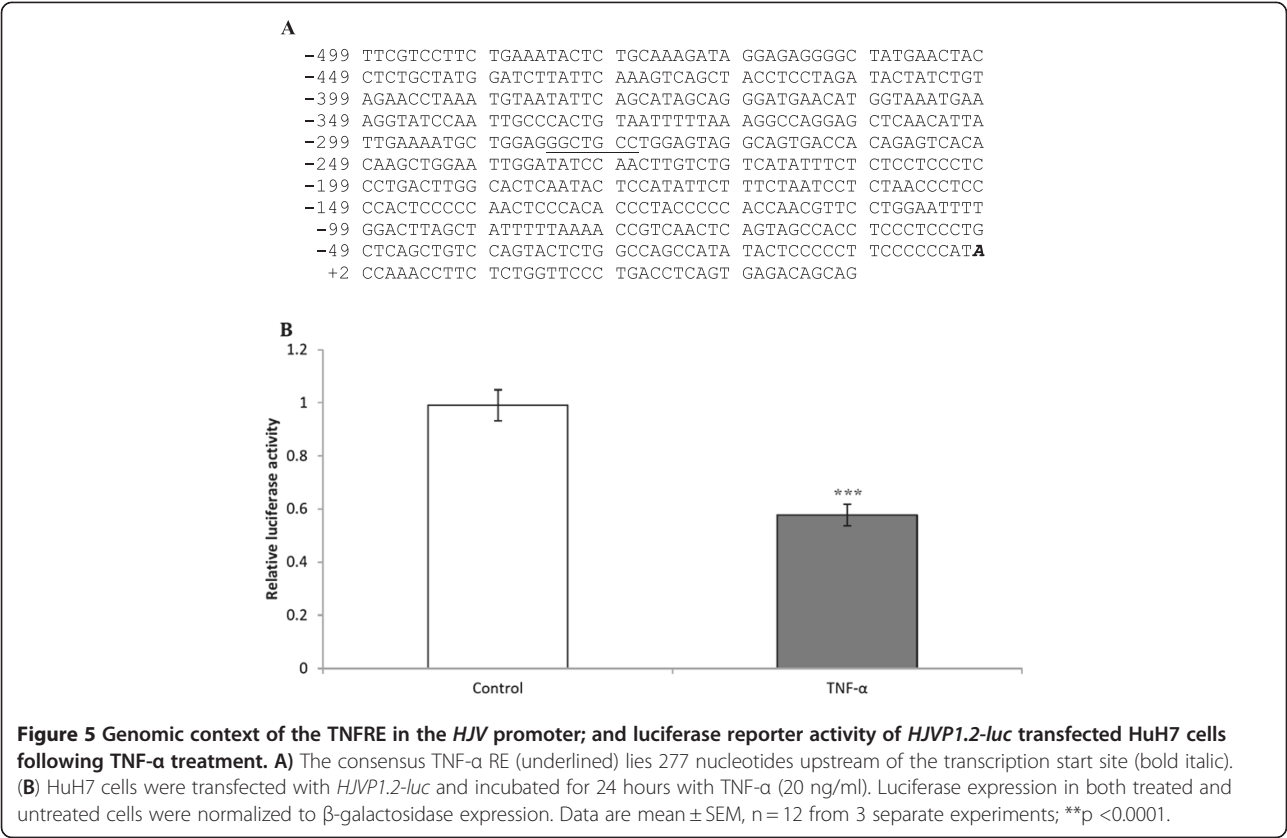 A
-499 TTCGTCCTTC TGAAATACTC TGCAAAGATA GGAGAGGGGC TATGAACTAC
-449 CTCTGCTATG GATCTTATTC AAAGTCAGCT ACCTCCTAGA TACTATCTGT
-399 AGAACCTAAA TGTAATATTC AGCATAGCAG GGATGAACAT GGTAAATGAA
-349 AGGTATCCAA TTGCCCACTG TAATTTTTAA AGGCCAGGAG CTCAACATTA
-299 TTGAAAATGC TGGAGGGCTG CCTGGAGTAG GCAGTGACCA CAGAGTCACA
-249 CAAGCTGGAA TTGGATATCC AACTTGTCTG TCATATTTCT CTCCTCCCTC
-199 CCTGACTTGG CACTCAATAC TCCATATTCT TTCTAATCCT CTAACCCTCC
-149 CCACTCCCCC AACTCCCACA CCCTACCCCC ACCAACGTTC CTGGAATTTT
-99 GGACTTAGCT ATTTTTAAAA CCGTCAACTC AGTAGCCACC TCCCTCCCTG
-49 CTCAGCTGTC CAGTACTCTG GCCAGCCATA TACTCCCCCT TCCCCCCATA
+2 CCAAACCTTC TCTGGTTCCC TGACCTCAGT GAGACAGCAG
B
1.2
1
0.8
0.6
0.4
0.2
0
Relative luciferase activity
***
Control TNF-α
Figure 5 Genomic context of the TNFRE in the HJV promoter; and luciferase reporter activity of HJVP1.2-luc transfected HuH7 cells
following TNF-α treatment. A) The consensus TNF-α RE (underlined) lies 277 nucleotides upstream of the transcription start site (bold italic).
(B) HuH7 cells were transfected with HJVP1.2-luc and incubated for 24 hours with TNF-α (20 ng/ml). Luciferase expression in both treated and
untreated cells were normalized to β-galactosidase expression. Data are mean ± SEM, n = 12 from 3 separate experiments; **p <0.0001.